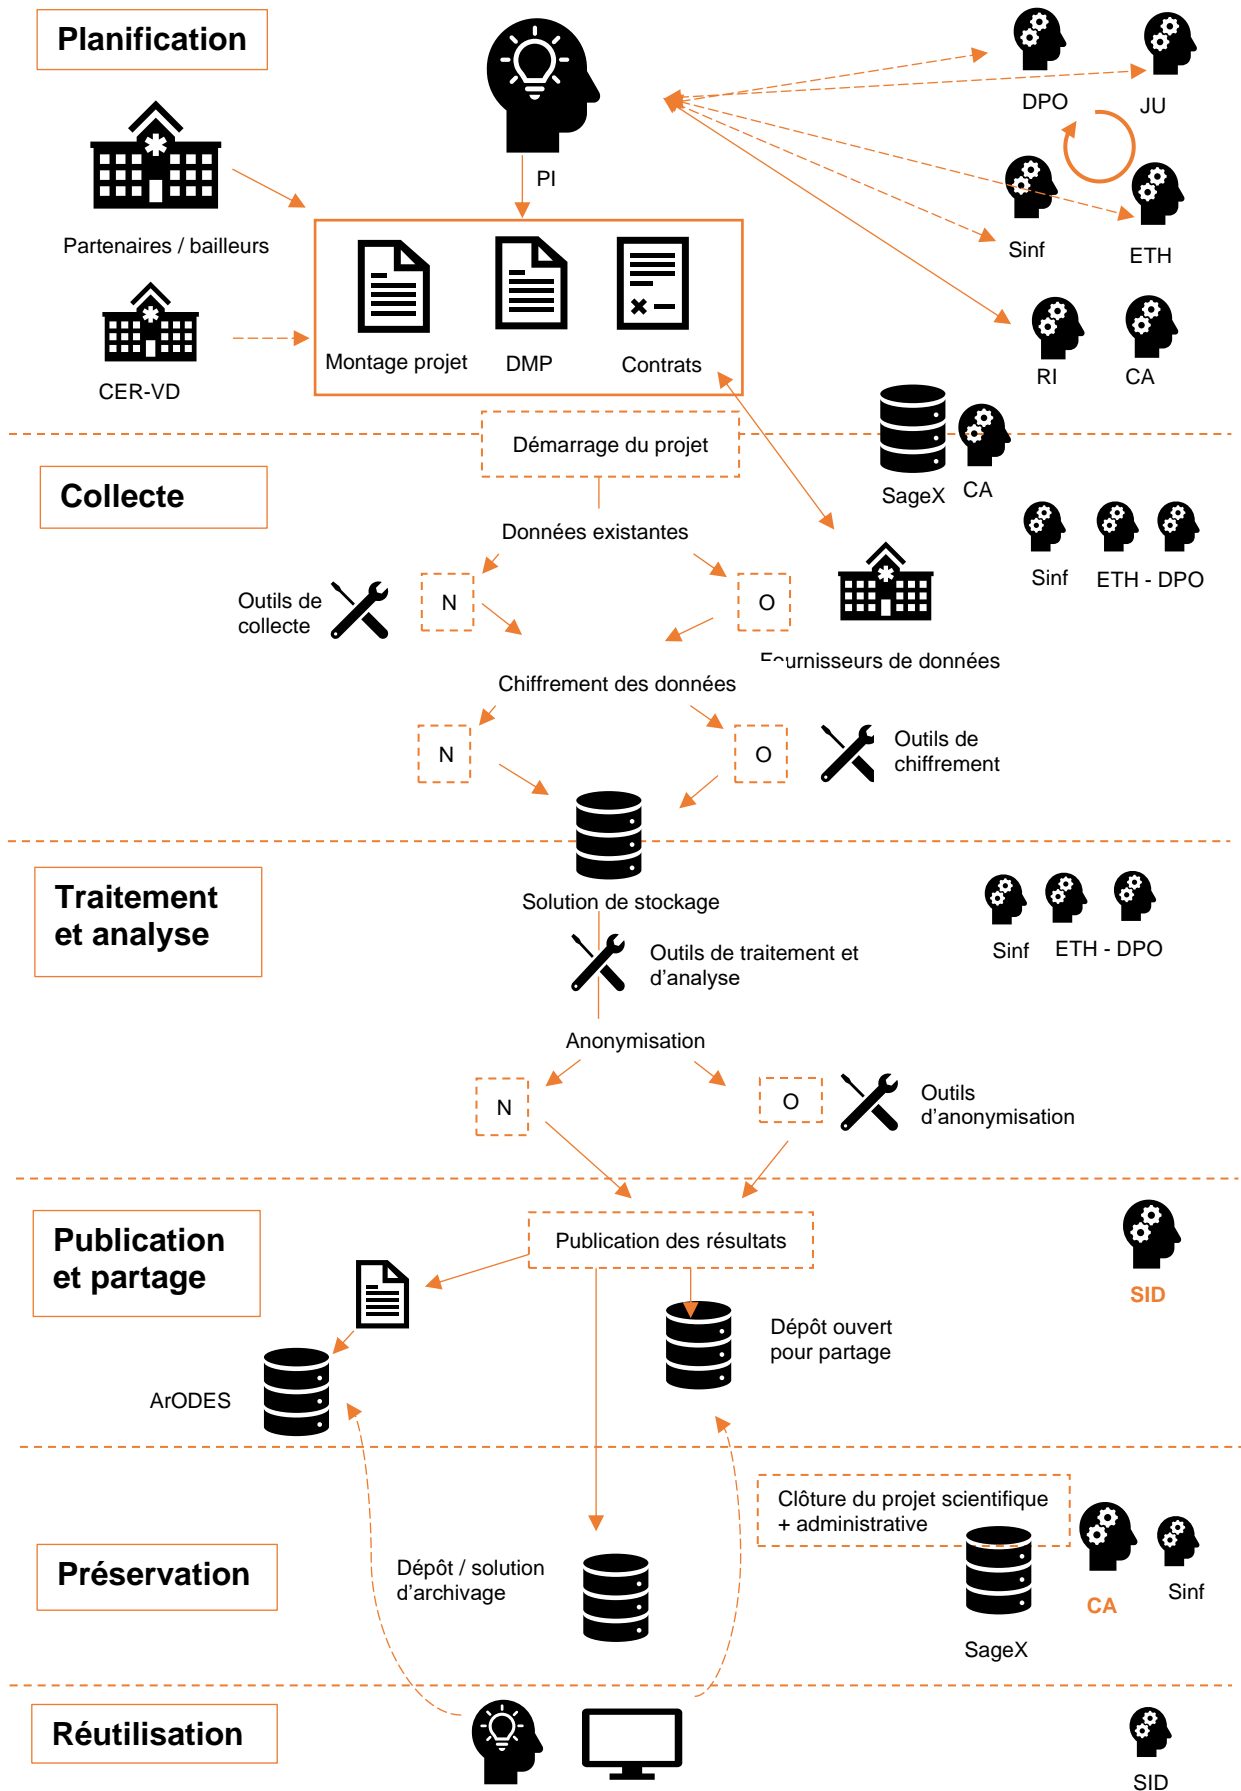 Planification
PI
DPO
JU
Partenaires / bailleurs
Sinf
ETH
CER-VD
Montage projet
DMP
Contrats
RI
CA
Démarrage du projet
SageX
CA
Collecte
Données existantes
Sinf
ETH - DPO
Outils de
collecte
N
O
Fournisseurs de données
Chiffrement des données
N
O
Outils de
chiffrement
Traitement
et analyse
Solution de stockage
Sinf
ETH - DPO
Outils de traitement et
d’analyse
Anonymisation
N
O
Outils
d’anonymisation
Publication
et partage
Publication des résultats
SID
Dépôt ouvert
pour partage
ArODES
Clôture du projet scientifique
+ administrative
Préservation
Dépôt / solution
d’archivage
CA
Sinf
SageX
Réutilisation
SID